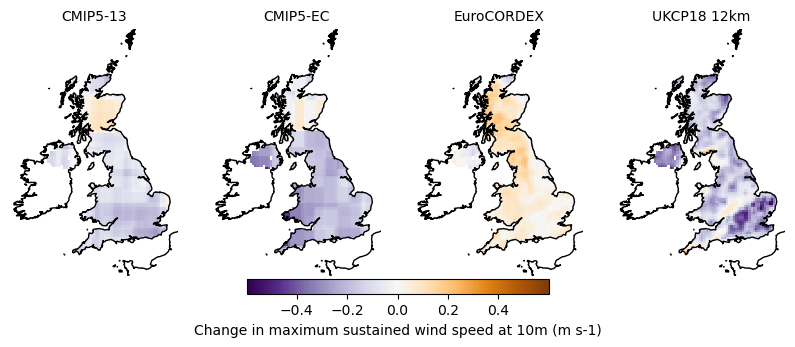 CMIP5-13 CMIP5-EC EuroCORDEX UKCP18 12km
−0.4 −0.2 0.0 0.2 0.4
Change in maximum sustained wind speed at 10m (m s-1)